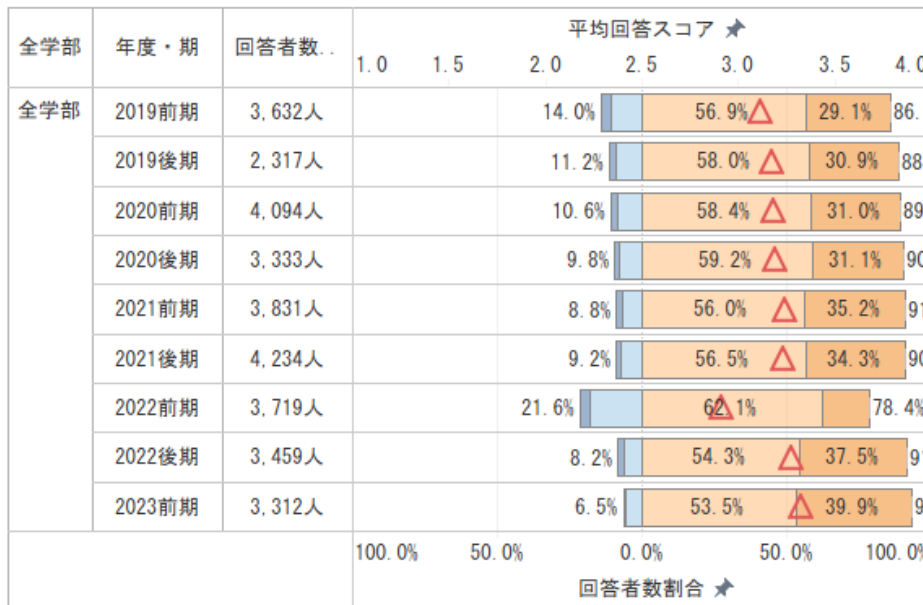 平均回答スコア
全学部 年度・期 回答者数..
1.0 1.5 2.0 2.5 3.0 3.5 4.0
全学部 2019前期 3,632人 14.0% 56.9% 29.1% 86.
2019後期 2,317人 11.2% 58.0% 30.9% 88
2020前期 4,094人 10.6% 58.4% 31.0% 89
2020後期 3,333人 9.8% 59.2% 31.1% 90
2021前期 3,831人 8.8% 56.0% 35.2% 91
2021後期 4,234人 9.2% 56.5% 34.3% 90
2022前期 3,719人 21.6% 62.1% 78.4%
2022後期 3,459人 8.2% 54.3% 37.5% 91
2023前期 3,312人 6.5% 53.5% 39.9% 9
100.0% 50.0% 0.0% 50.0% 100.0%
回答者数割合